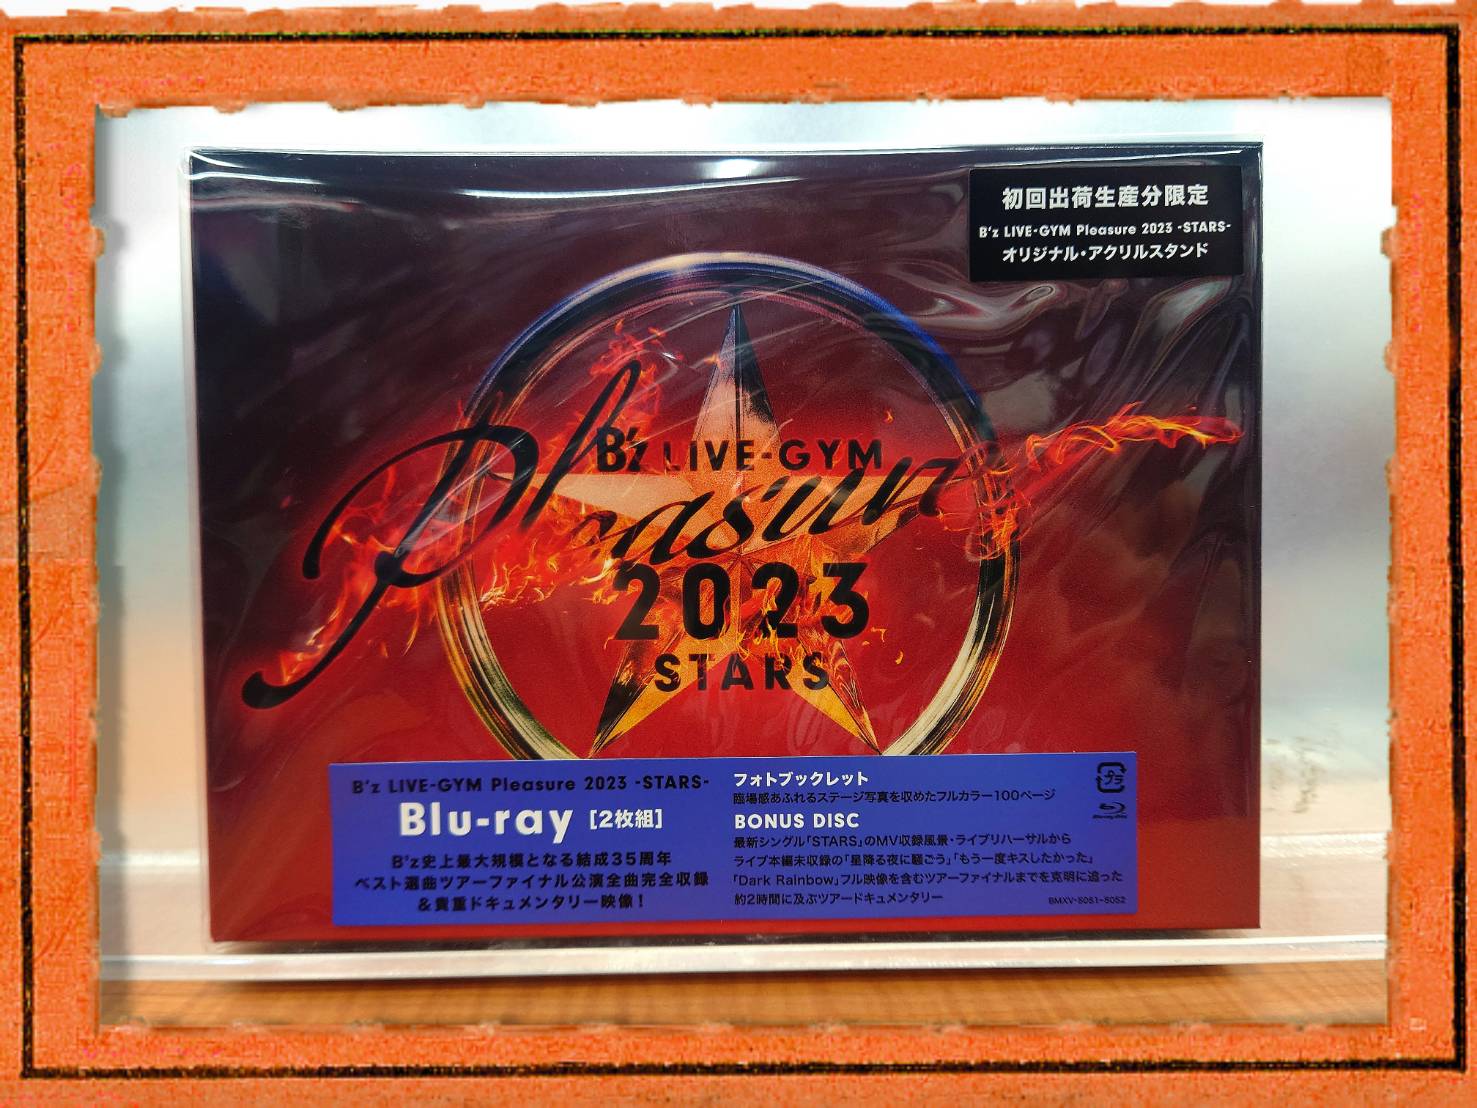 初回出荷生産分限定
B'z LIVE-GYM Pleasure 2023 -STARS-
オリジナル・アクリルスタンド
B'z LIVE-GYM
Pleasure
2023
STARS
B'z LIVE-GYM Pleasure 2023 -STARS-
Blu-ray [2枚組]
B'z史上最大規模となる結成35周年
ベスト選曲ツアーファイナル公演全曲完全収録
&貴重ドキュメンタリー映像!
フォトブックレット
臨場感あふれるステージ写真を収めたフルカラー100ページ
BONUS DISC
最新シングル「STARS」のMV収録風景・ライブリハーサルから
ライブ本編未収録の「星降る夜に騒ごう」「もう一度キスしたかった」
「Dark Rainbow」フル映像を含むツアーファイナルまでを克明に追った
約2時間に及ぶツアードキュメンタリー
プラ
Blu-ray Disc
BMXV-5051~5052